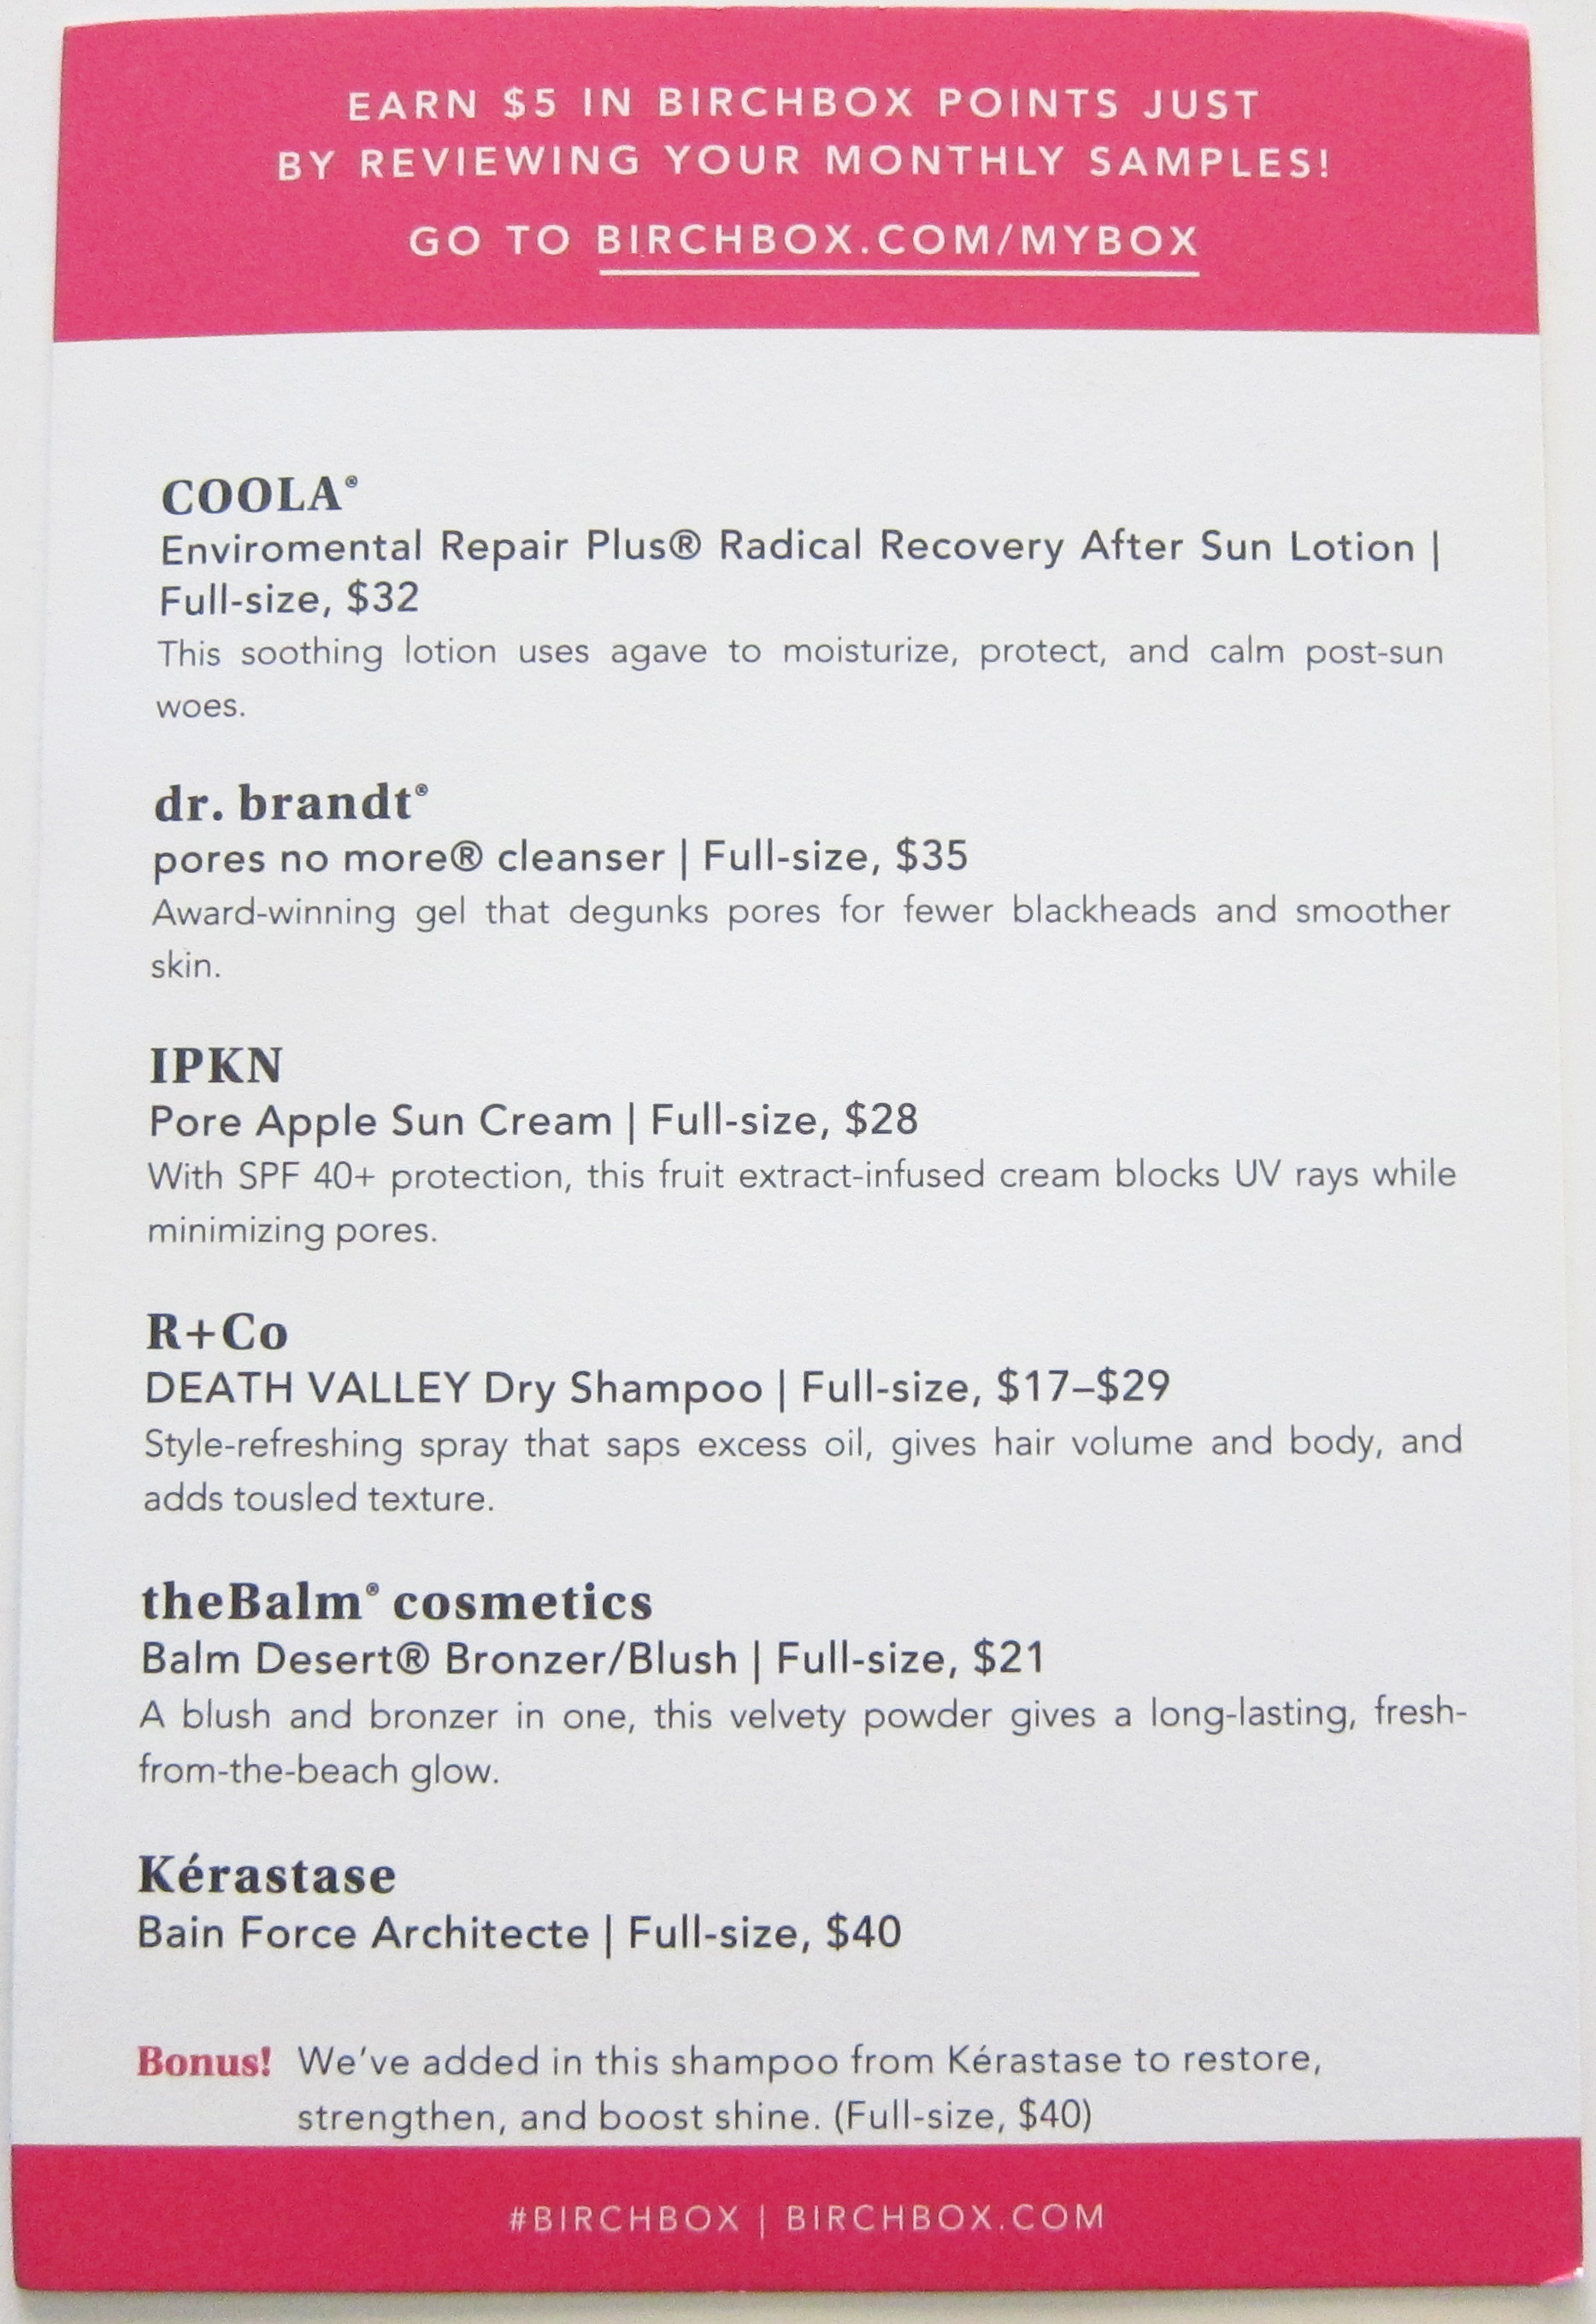 EARN $5 IN BIRCHBOX POINTS JUST
BY REVIEWING YOUR MONTHLY SAMPLES!
GO TO BIRCHBOX.COM/MYBOX
COOLA®
Enviromental Repair Plus® Radical Recovery After Sun Lotion |
Full-size, $32
This soothing lotion uses agave to moisturize, protect, and calm post-sun
woes.
dr. brandt®
pores no more® cleanser | Full-size, $35
Award-winning gel that degunks pores for fewer blackheads and smoother
skin.
IPKN
Pore Apple Sun Cream | Full-size, $28
With SPF 40+ protection, this fruit extract-infused cream blocks UV rays while
minimizing pores.
R+Co
DEATH VALLEY Dry Shampoo | Full-size, $17–$29
Style-refreshing spray that saps excess oil, gives hair volume and body, and
adds tousled texture.
theBalm® cosmetics
Balm Desert® Bronzer/Blush | Full-size, $21
A blush and bronzer in one, this velvety powder gives a long-lasting, fresh-
from-the-beach glow.
Kérastase
Bain Force Architecte | Full-size, $40
Bonus! We've added in this shampoo from Kérastase to restore,
strengthen, and boost shine. (Full-size, $40)
#BIRCHBOX | BIRCHBOX.COM